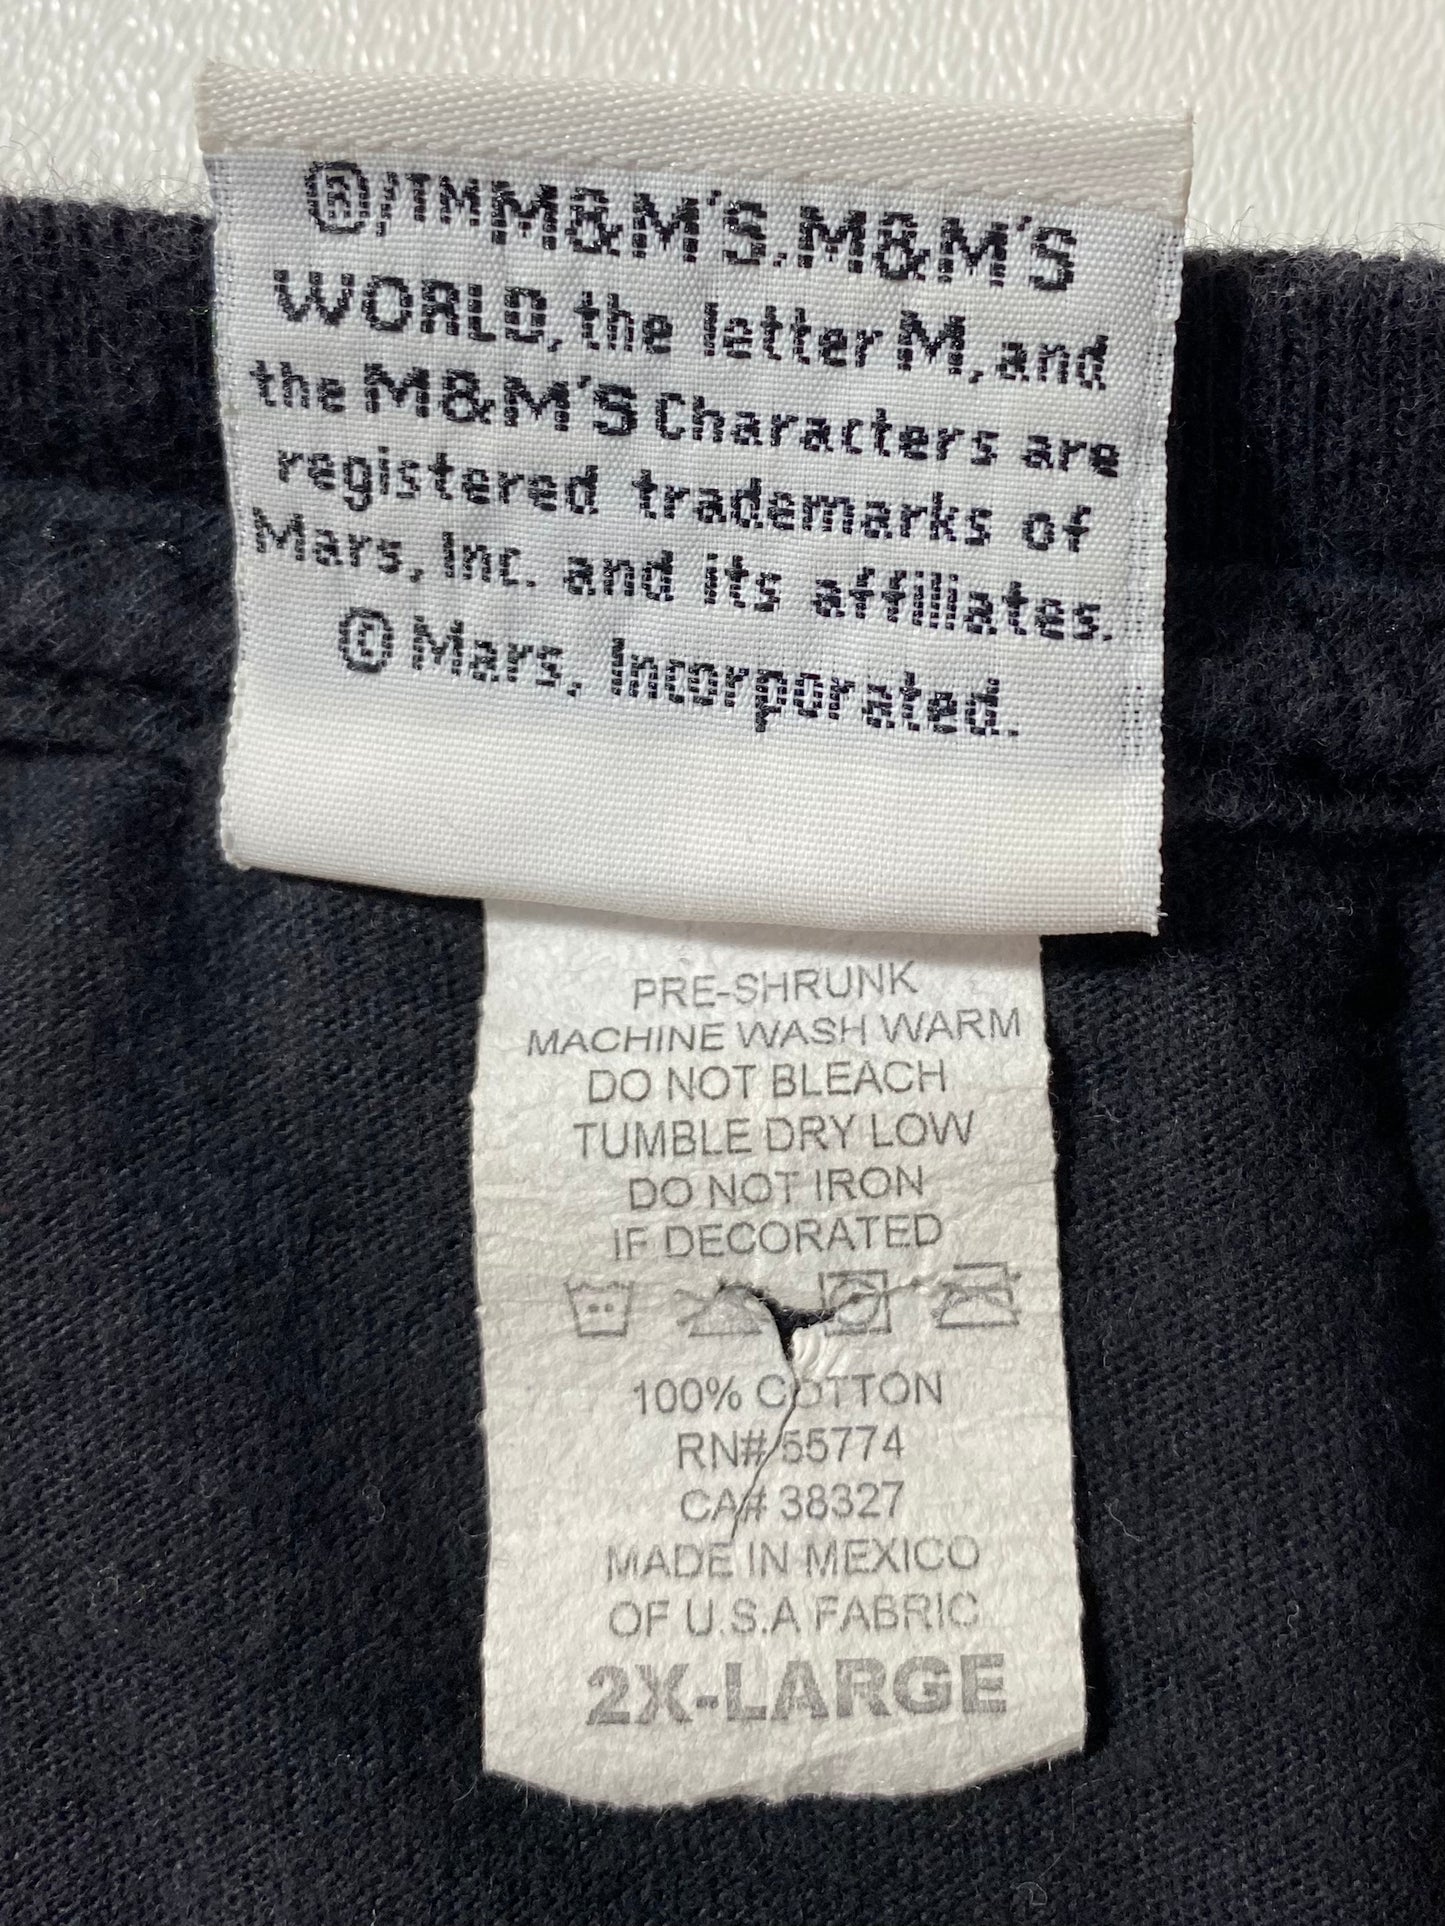 ®/™M&M'S, M&M'S
WORLD, the letter M, and
the M&M'S Characters are
registered trademarks of
Mars, Inc. and its affiliates.
© Mars, Incorporated.
PRE-SHRUNK
MACHINE WASH WARM
DO NOT BLEACH
TUMBLE DRY LOW
DO NOT IRON
IF DECORATED
100% COTTON
RN# 55774
CA# 38327
MADE IN MEXICO
OF U.S.A FABRIC
2X-LARGE